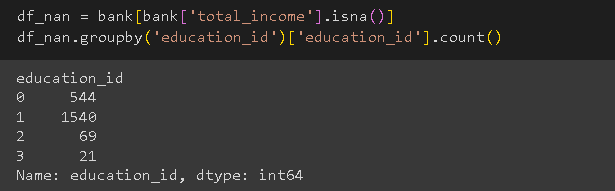 df_nan = bank[bank['total_income'].isna()]
df_nan.groupby('education_id')['education_id'].count()
education_id
0     544
1    1540
2      69
3      21
Name: education_id, dtype: int64